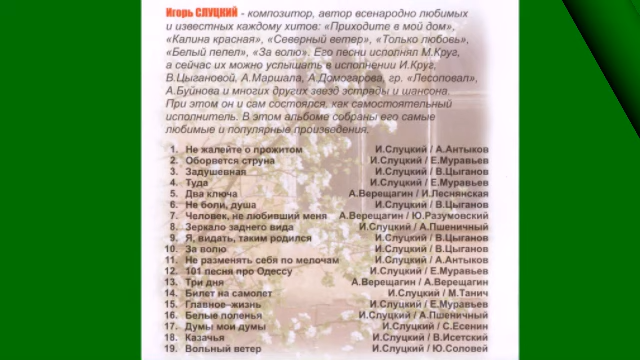 Игорь СЛУЦКИЙ - композитор, автор всенародно любимых
и известных каждому хитов: «Приходите в мой дом»,
«Калина красная», «Северный ветер», «Только любовь»,
«Белый пепел», «За волю». Его песни исполнял М.Круг,
а сейчас их можно услышать в исполнении И.Круг,
В.Цыгановой, А.Маршала, А.Домогарова, гр. «Лесоповал»,
А.Буйнова и многих других звезд эстрады и шансона.
При этом он и сам состоялся, как самостоятельный
исполнитель. В этом альбоме собраны его самые
любимые и популярные произведения.
1. Не жалейте о прожитом И.Слуцкий / А.Антыков
2. Оборвется струна И.Слуцкий / Е.Муравьев
3. Задушевная И.Слуцкий / В.Цыганов
4. Туда И.Слуцкий / Е.Муравьев
5. Два ключа А.Верещагин / И.Леснянская
6. Не боли, душа И.Слуцкий / В.Цыганов
7. Человек, не любивший меня А.Верещагин / Ю.Разумовский
8. Зеркало заднего вида И.Слуцкий / А.Пшеничный
9. Я, видать, таким родился И.Слуцкий / В.Цыганов
10. За волю И.Слуцкий / В.Цыганов
11. Не разменять себя по мелочам И.Слуцкий / А.Антыков
12. 101 песня про Одессу И.Слуцкий / Е.Муравьев
13. Три дня А.Верещагин / А.Верещагин
14. Билет на самолет И.Слуцкий / М.Танич
15. Главное–жизнь И.Слуцкий / Е.Муравьев
16. Белые поленья И.Слуцкий / А.Пшеничный
17. Думы мои думы И.Слуцкий / С.Есенин
18. Казачья И.Слуцкий / В.Исетский
19. Вольный ветер И.Слуцкий / Ю.Соловей